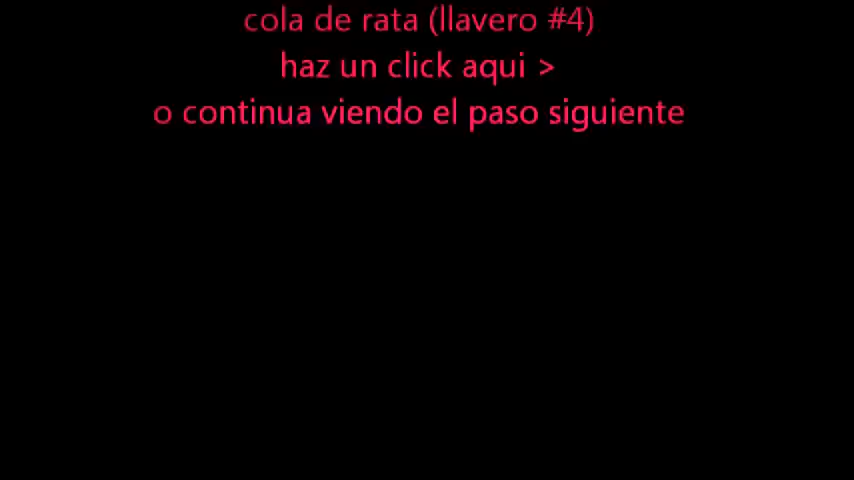 cola de rata (llavero #4)
haz un click aqui >
o continua viendo el paso siguiente